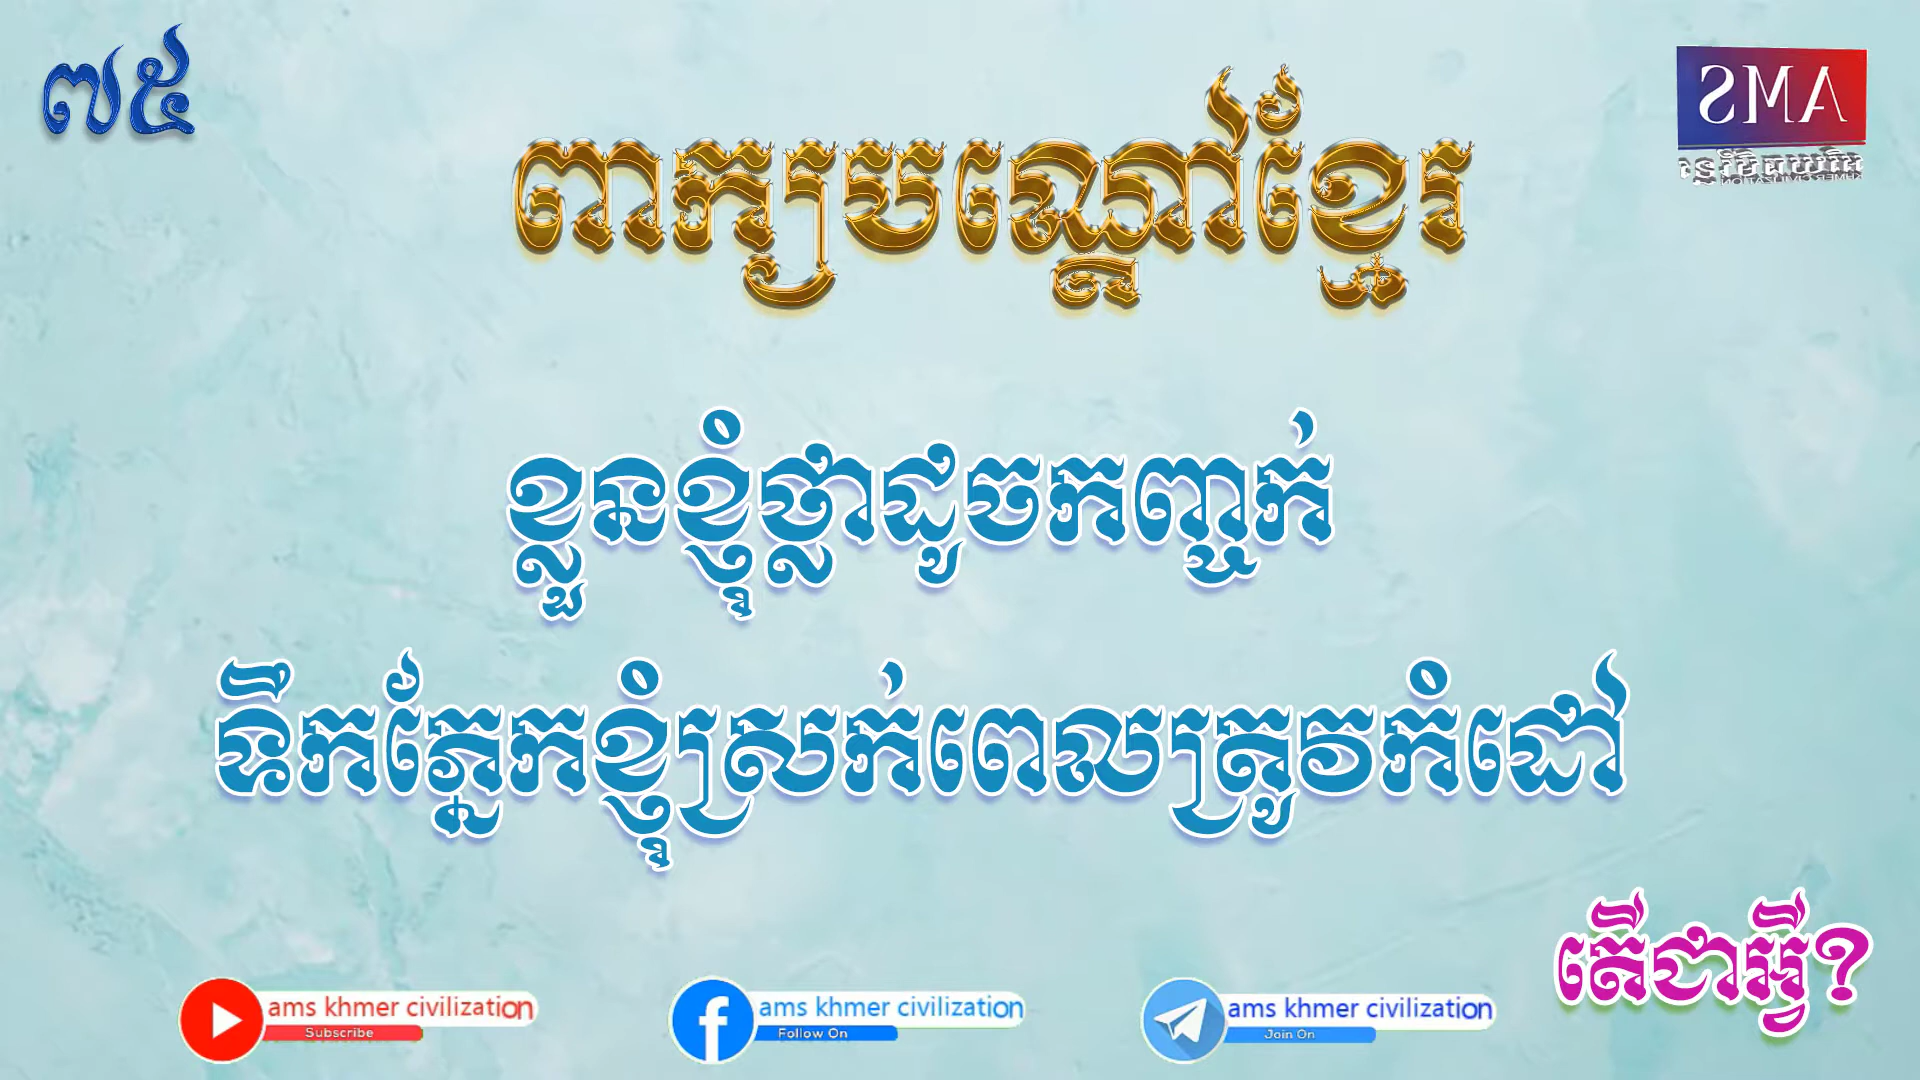 ៧៥
AMS
ពាក្យបណ្ដៅខ្មែរ
ខ្លួនខ្ញុំថ្លាដូចកញ្ចក់
ទឹកភ្នែកខ្ញុំស្រក់ពេលត្រូវកំដៅ
តើជាអ្វី?
ams khmer civilization
Subscribe
ams khmer civilization
Follow On
ams khmer civilization
Join On